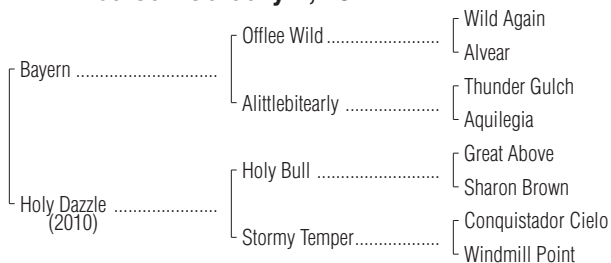 Bayern
Holy Dazzle
(2010)
Offlee Wild
Alittlebitearly
Holy Bull
Stormy Temper
Wild Again
Alvear
Thunder Gulch
Aquilegia
Great Above
Sharon Brown
Conquistador Cielo
Windmill Point